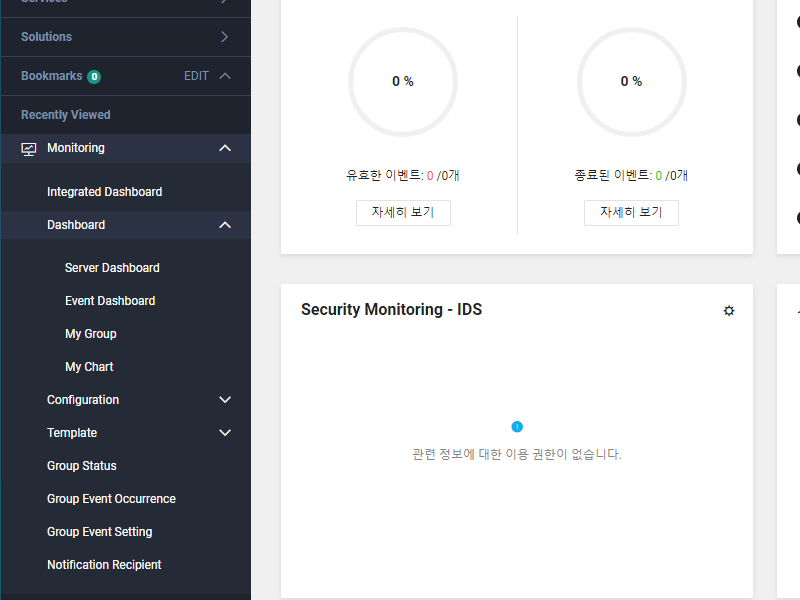 Services
Solutions
Bookmarks 0 EDIT
Recently Viewed
Monitoring
Integrated Dashboard
Dashboard
Server Dashboard
Event Dashboard
My Group
My Chart
Configuration
Template
Group Status
Group Event Occurrence
Group Event Setting
Notification Recipient
0 %
유효한 이벤트: 0 /0개
자세히 보기
0 %
종료된 이벤트: 0 /0개
자세히 보기
Security Monitoring - IDS
관련 정보에 대한 이용 권한이 없습니다.